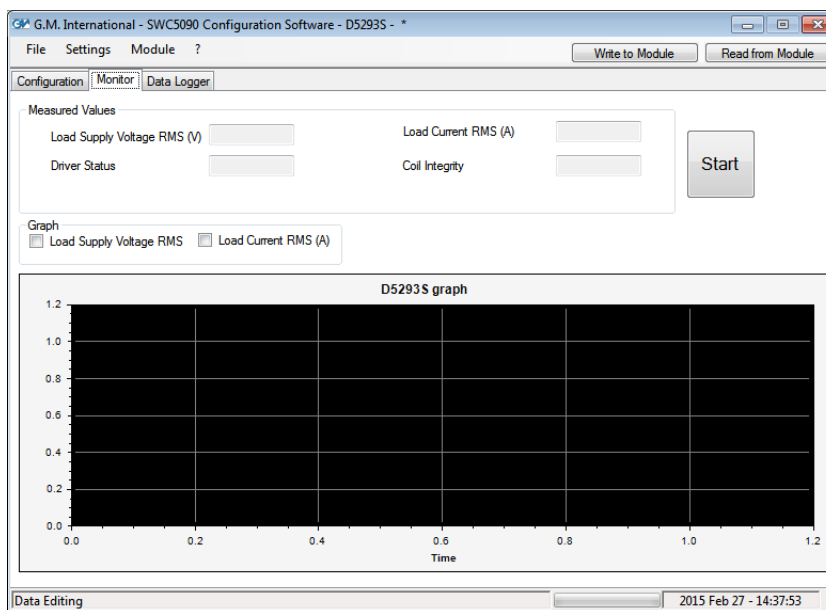 G.M. International - SWC5090 Configuration Software - D5293S - *
File Settings Module ? Write to Module Read from Module
Configuration Monitor Data Logger
Measured Values
Load Supply Voltage RMS (V) Load Current RMS (A)
Driver Status Coil Integrity
Start
Graph
Load Supply Voltage RMS Load Current RMS (A)
D5293S graph
1.2
1.0
0.8
0.6
0.4
0.2
0.0
0.0 0.2 0.4 0.6 0.8 1.0 1.2
Time
Data Editing 2015 Feb 27 - 14:37:53